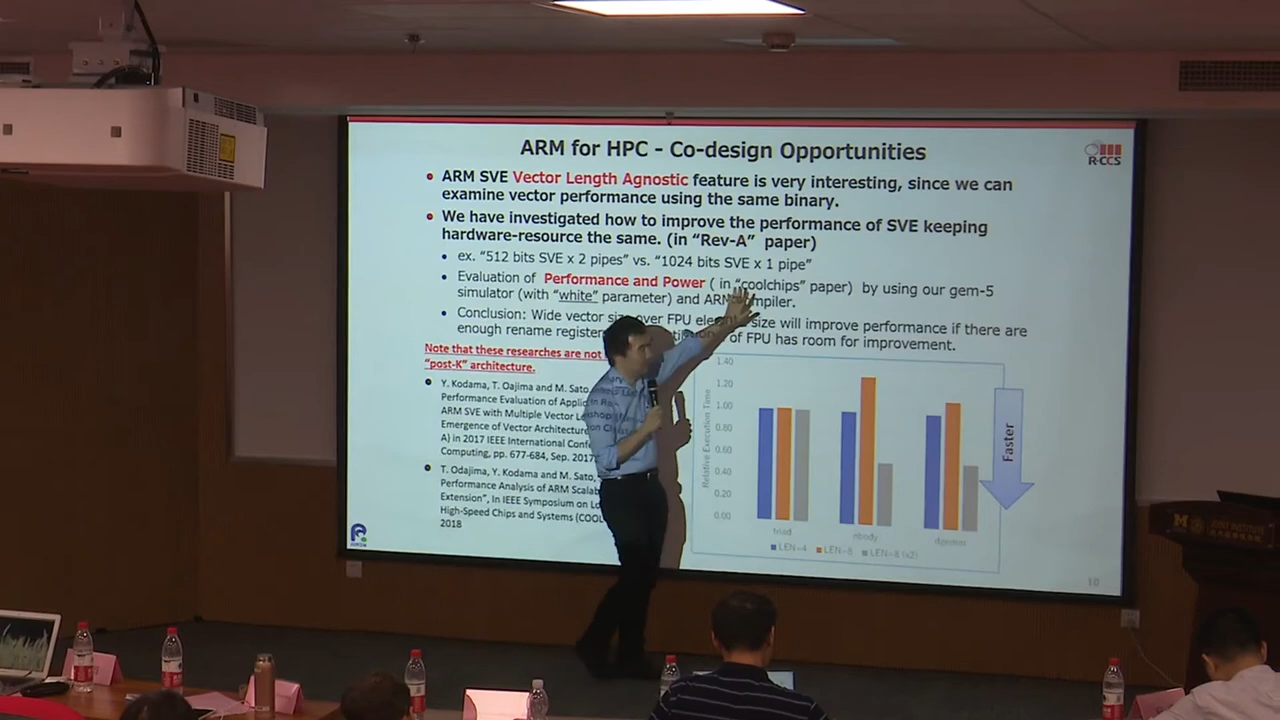 ARM for HPC - Co-design Opportunities
R-CCS
• ARM SVE Vector Length Agnostic feature is very interesting, since we can
examine vector performance using the same binary.
• We have investigated how to improve the performance of SVE keeping
hardware-resource the same. (in “Rev-A” paper)
• ex. “512 bits SVE x 2 pipes” vs. “1024 bits SVE x 1 pipe”
• Evaluation of Performance and Power ( in “coolchips” paper) by using our gem-5
simulator (with “white” parameter) and ARM
• Conclusion: Wide vector size over FPU element size will improve performance if there are
enough rename register of FPU has room for improvement.
Note that these researches are not
“post-K” architecture.
• Y. Kodama, T. Oajima and M. Sato,
Performance Evaluation of
ARM SVE with Multiple Vector
Emergence of Vector Architecture
A) in 2017 IEEE International
Computing, pp. 677-684, Sep. 2017
• T. Odajima, Y. Kodama and M. Sato,
Performance Analysis of ARM
Extension”, In IEEE Symposium on
High-Speed Chips and Systems
2018
Relative Execution Time
1.40
1.20
1.00
0.80
0.60
0.40
0.20
0.00
triad
nbody
LEN=4 LEN=8 LEN=8 (x2)
Faster
10
M JOINT INSTITUTE